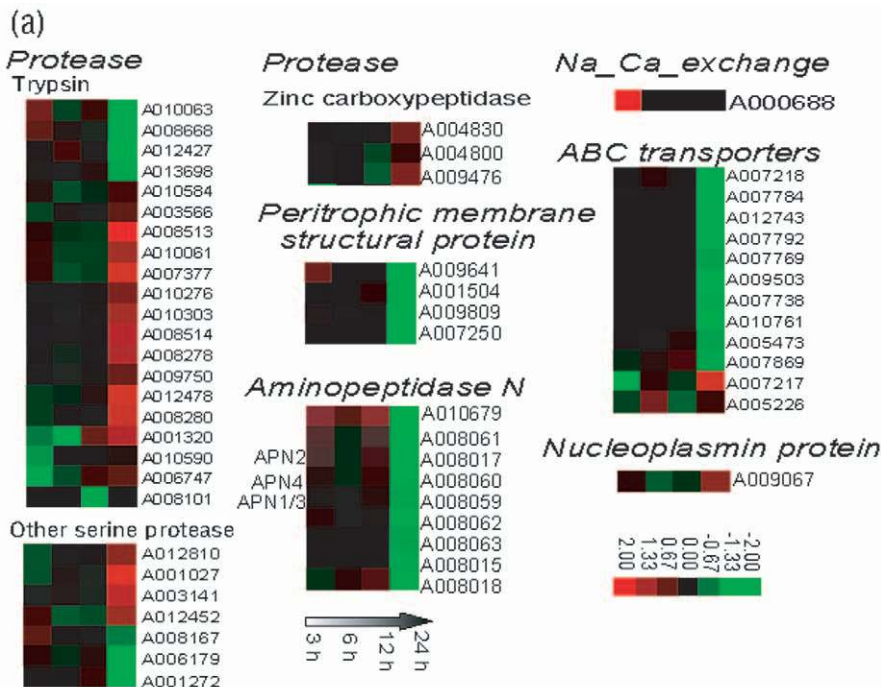 (a)
Protease
Trypsin
A010063
A008668
A012427
A013698
A010584
A003566
A008513
A010061
A007377
A010276
A010303
A008514
A008278
A009750
A012478
A008280
A001320
A010590
A006747
A008101
Other serine protease
A012810
A001027
A003141
A012452
A008167
A006179
A001272
Protease
Zinc carboxypeptidase
A004830
A004800
A009476
Peritrophic membrane
structural protein
A009641
A001504
A009809
A007250
Aminopeptidase N
A010679
A008061
APN2 A008017
APN4 A008060
APN1/3 A008059
A008062
A008063
A008015
A008018
3 h 6 h 12 h 24 h
Na_Ca_exchange
A000688
ABC transporters
A007218
A007784
A012743
A007792
A007769
A009503
A007738
A010761
A005473
A007869
A007217
A005226
Nucleoplasmin protein
A009067
2.00 1.33 0.67 0.00 -0.67 -1.33 -2.00